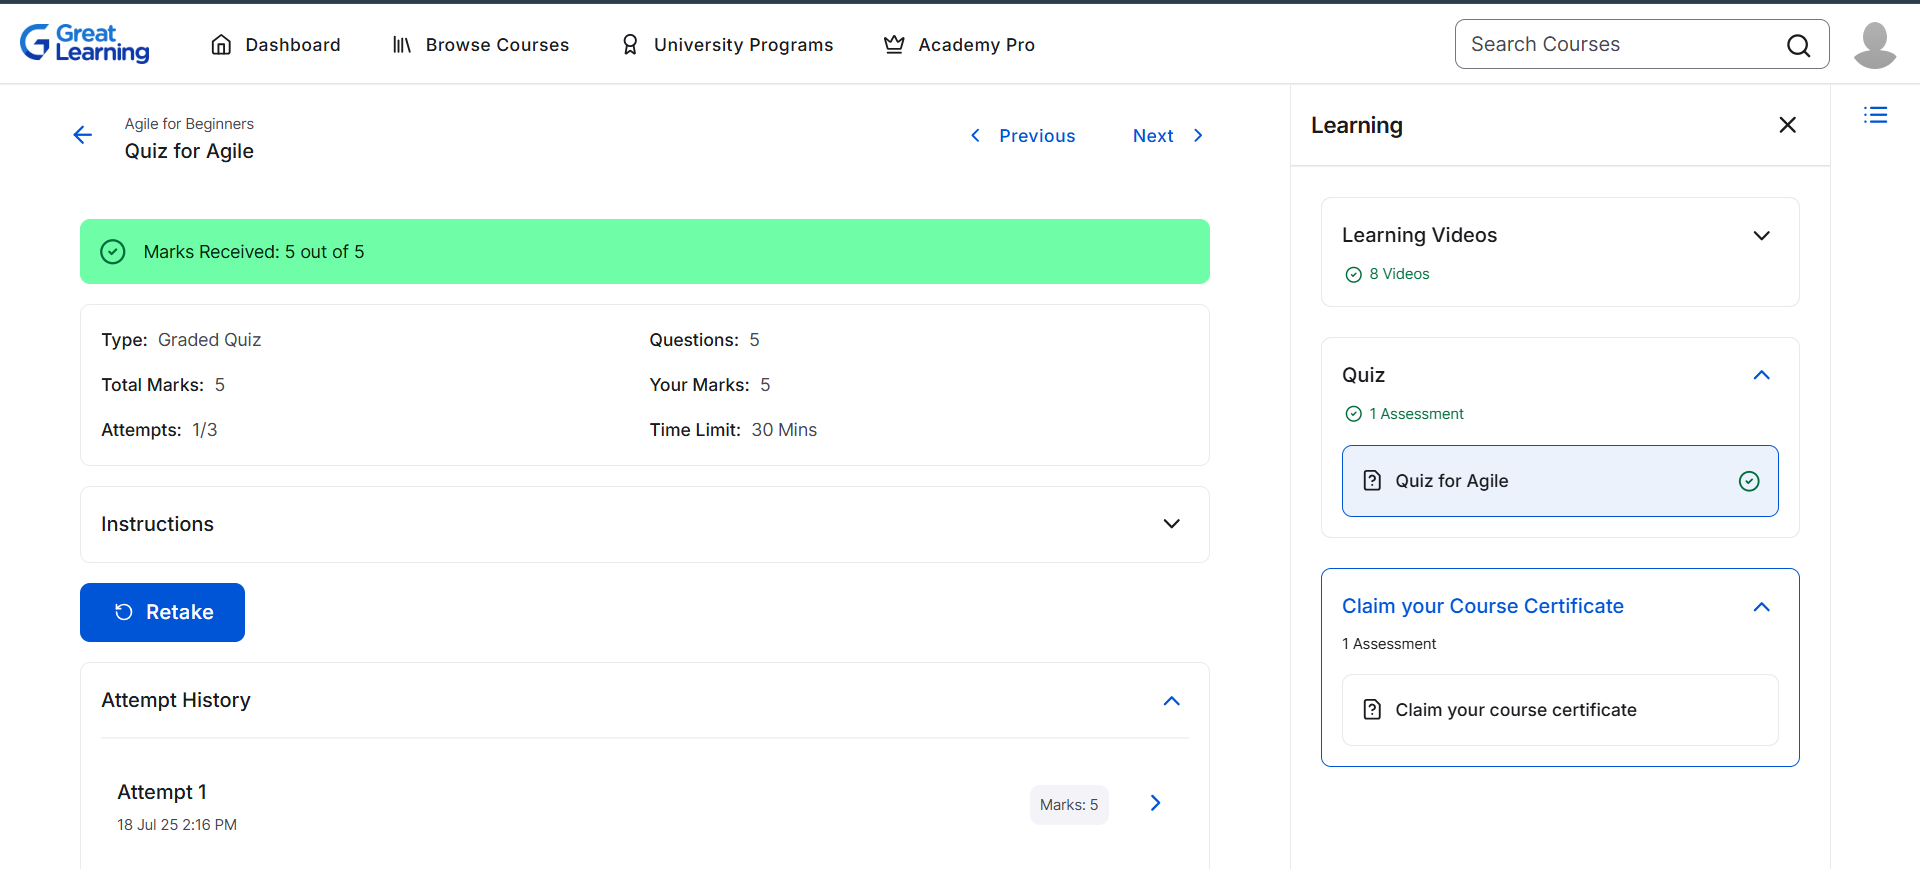 Great Learning
Dashboard
Browse Courses
University Programs
Academy Pro
Search Courses
Agile for Beginners
Quiz for Agile
Previous
Next
Marks Received: 5 out of 5
Type: Graded Quiz
Questions: 5
Total Marks: 5
Your Marks: 5
Attempts: 1/3
Time Limit: 30 Mins
Instructions
Retake
Attempt History
Attempt 1
18 Jul 25 2:16 PM
Marks: 5
Learning
Learning Videos
8 Videos
Quiz
1 Assessment
Quiz for Agile
Claim your Course Certificate
1 Assessment
Claim your course certificate